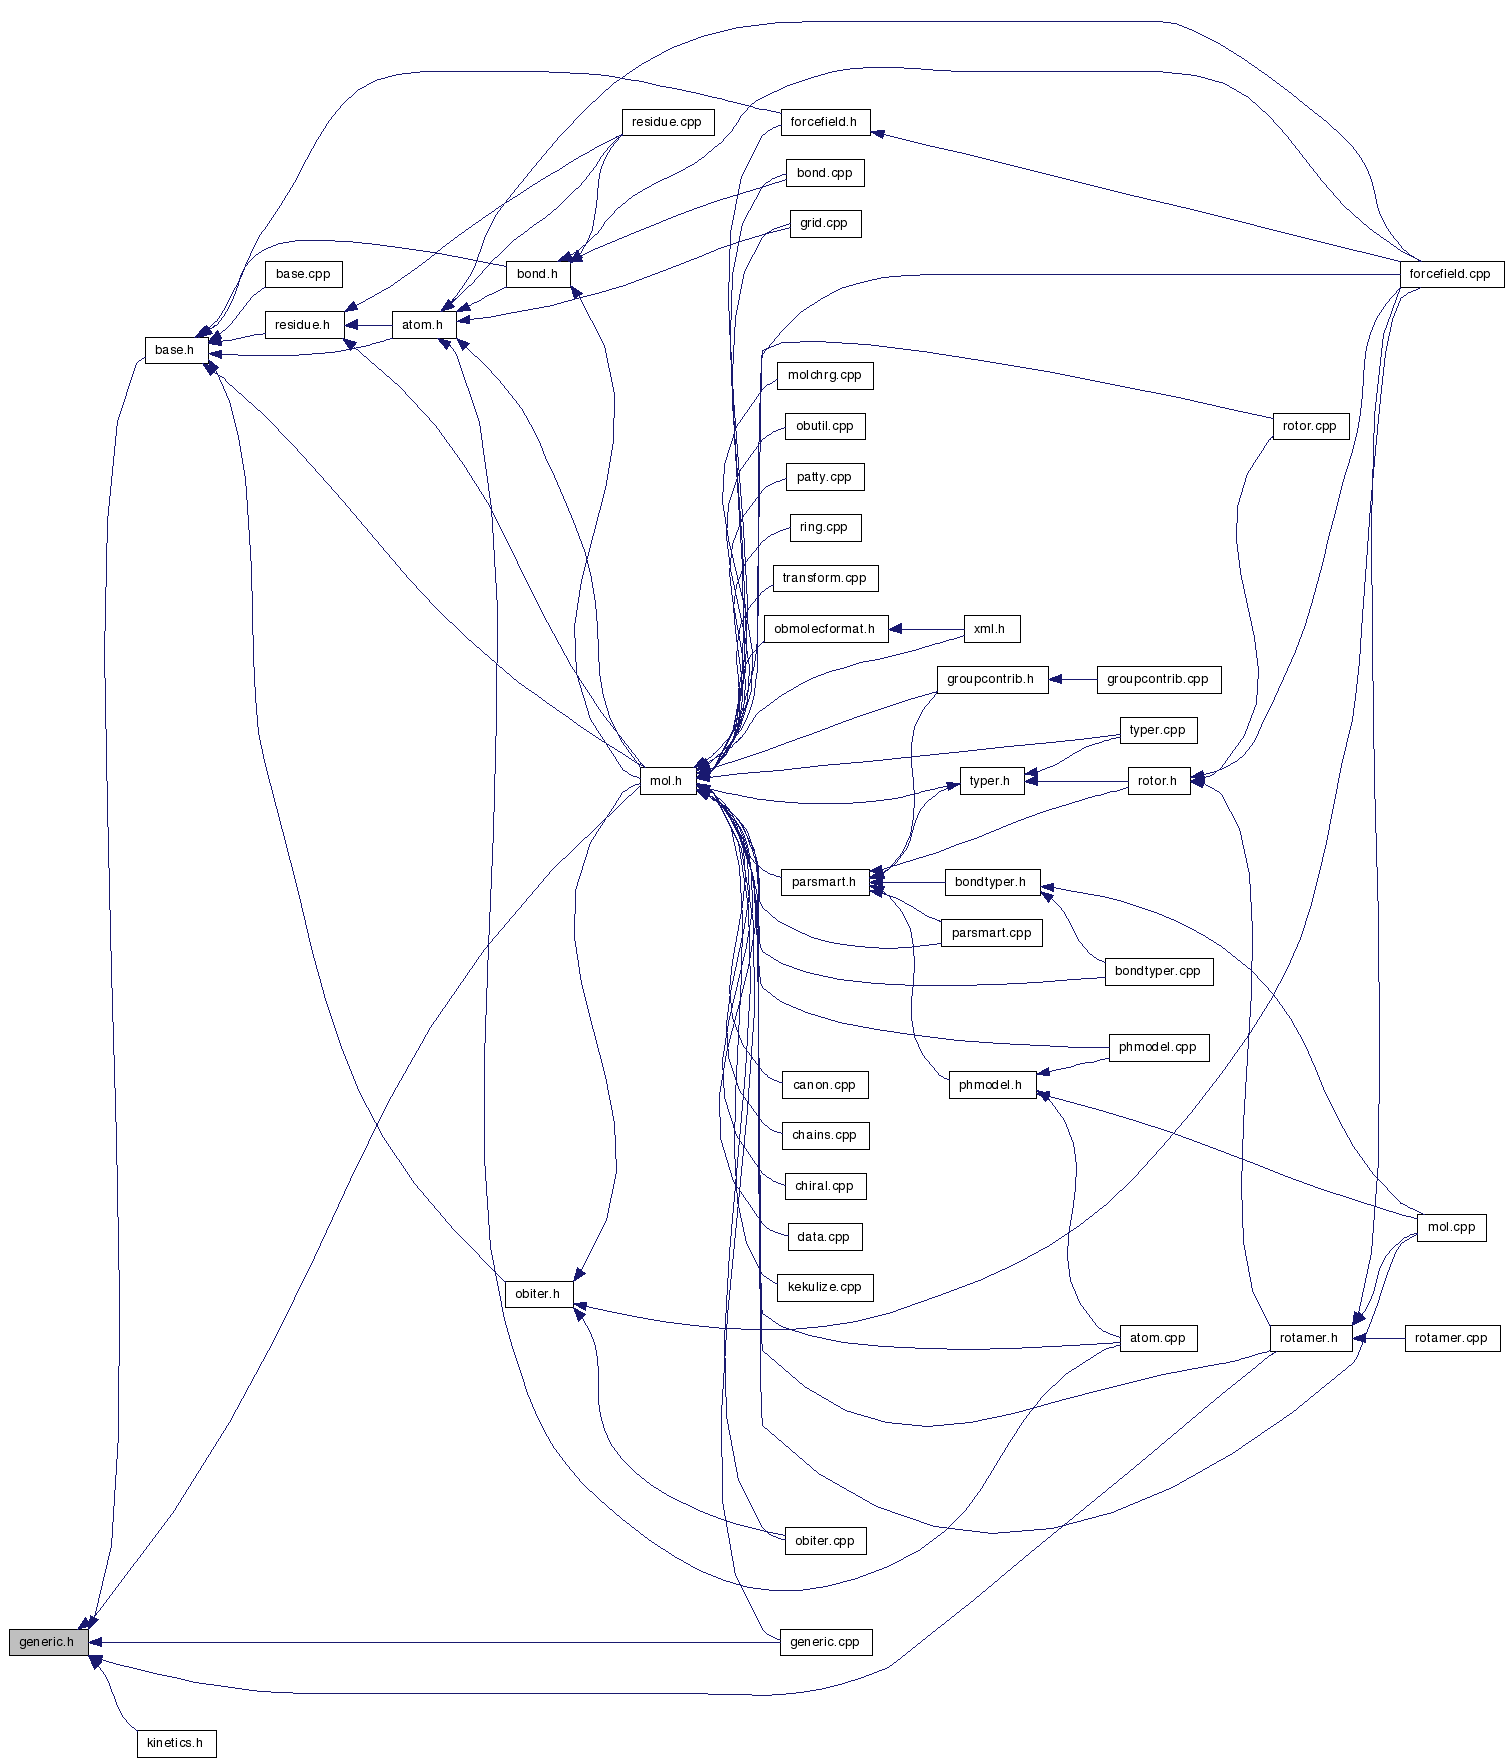 residue.cpp
forcefield.h
bond.cpp
grid.cpp
base.cpp
bond.h
forcefield.cpp
residue.h
atom.h
base.h
molchrg.cpp
obutil.cpp
rotor.cpp
patty.cpp
ring.cpp
transform.cpp
obmolecformat.h
xml.h
groupcontrib.h
groupcontrib.cpp
typer.cpp
mol.h
typer.h
rotor.h
parsmart.h
bondtyper.h
parsmart.cpp
bondtyper.cpp
phmodel.cpp
canon.cpp
phmodel.h
chains.cpp
chiral.cpp
data.cpp
mol.cpp
kekulize.cpp
obiter.h
atom.cpp
rotamer.h
rotamer.cpp
obiter.cpp
generic.h
generic.cpp
kinetics.h